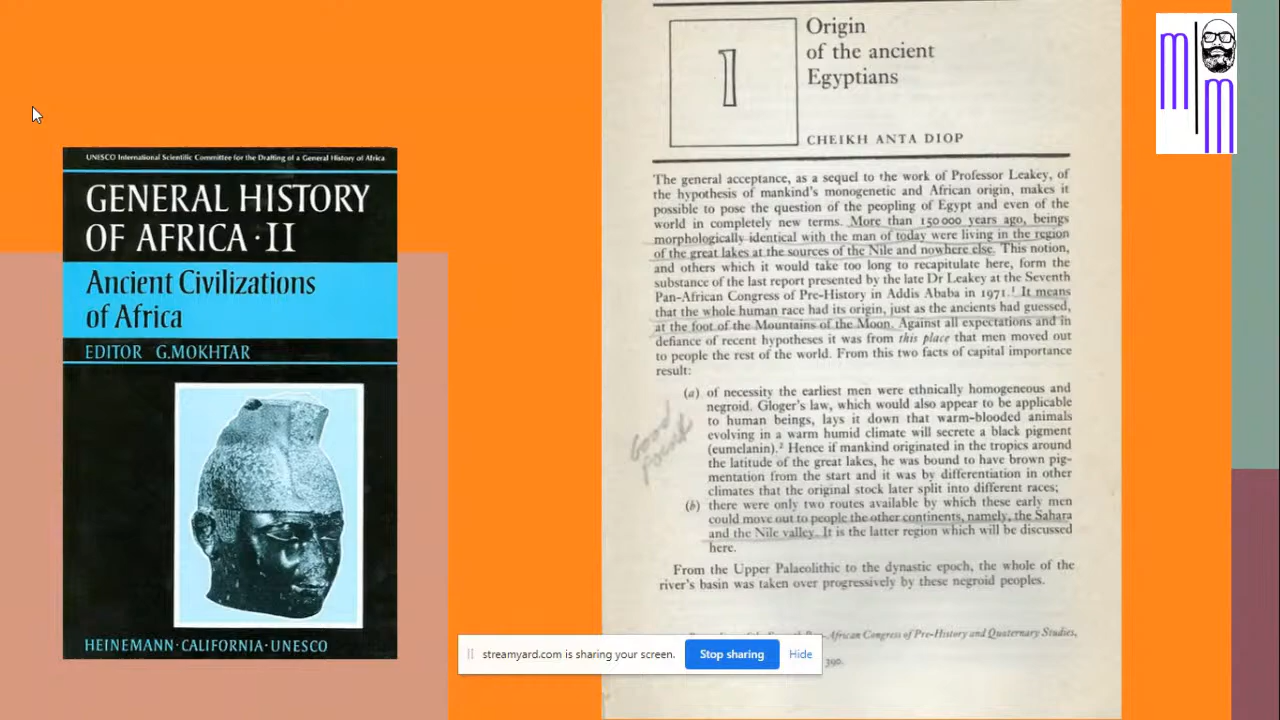 UNESCO International Scientific Committee for the Drafting of a General History of Africa
GENERAL HISTORY
OF AFRICA · II
Ancient Civilizations
of Africa
EDITOR G. MOKHTAR
HEINEMANN · CALIFORNIA · UNESCO
1
Origin
of the ancient
Egyptians
CHEIKH ANTA DIOP
The general acceptance, as a sequel to the work of Professor Leakey, of
the hypothesis of mankind's monogenetic and African origin, makes it
possible to pose the question of the peopling of Egypt and even of the
world in completely new terms. More than 150 000 years ago, beings
morphologically identical with the man of today were living in the region
of the great lakes at the sources of the Nile and nowhere else. This notion,
and others which it would take too long to recapitulate here, form the
substance of the last report presented by the late Dr Leakey at the Seventh
Pan-African Congress of Pre-History in Addis Ababa in 1971.¹ It means
that the whole human race had its origin, just as the ancients had guessed,
at the foot of the Mountains of the Moon. Against all expectations and in
defiance of recent hypotheses it was from this place that men moved out
to people the rest of the world. From this two facts of capital importance
result:
(a) of necessity the earliest men were ethnically homogeneous and
negroid. Gloger's law, which would also appear to be applicable
to human beings, lays it down that warm-blooded animals
evolving in a warm humid climate will secrete a black pigment
(eumelanin).² Hence if mankind originated in the tropics around
the latitude of the great lakes, he was bound to have brown pig-
mentation from the start and it was by differentiation in other
climates that the original stock later split into different races;
Good
point
(b) there were only two routes available by which these early men
could move out to people the other continents, namely, the Sahara
and the Nile valley. It is the latter region which will be discussed
here.
From the Upper Palaeolithic to the dynastic epoch, the whole of the
river's basin was taken over progressively by these negroid peoples.
African Congress of Pre-History and Quaternary Studies,
390.
streamyard.com is sharing your screen.
Stop sharing
Hide
m m